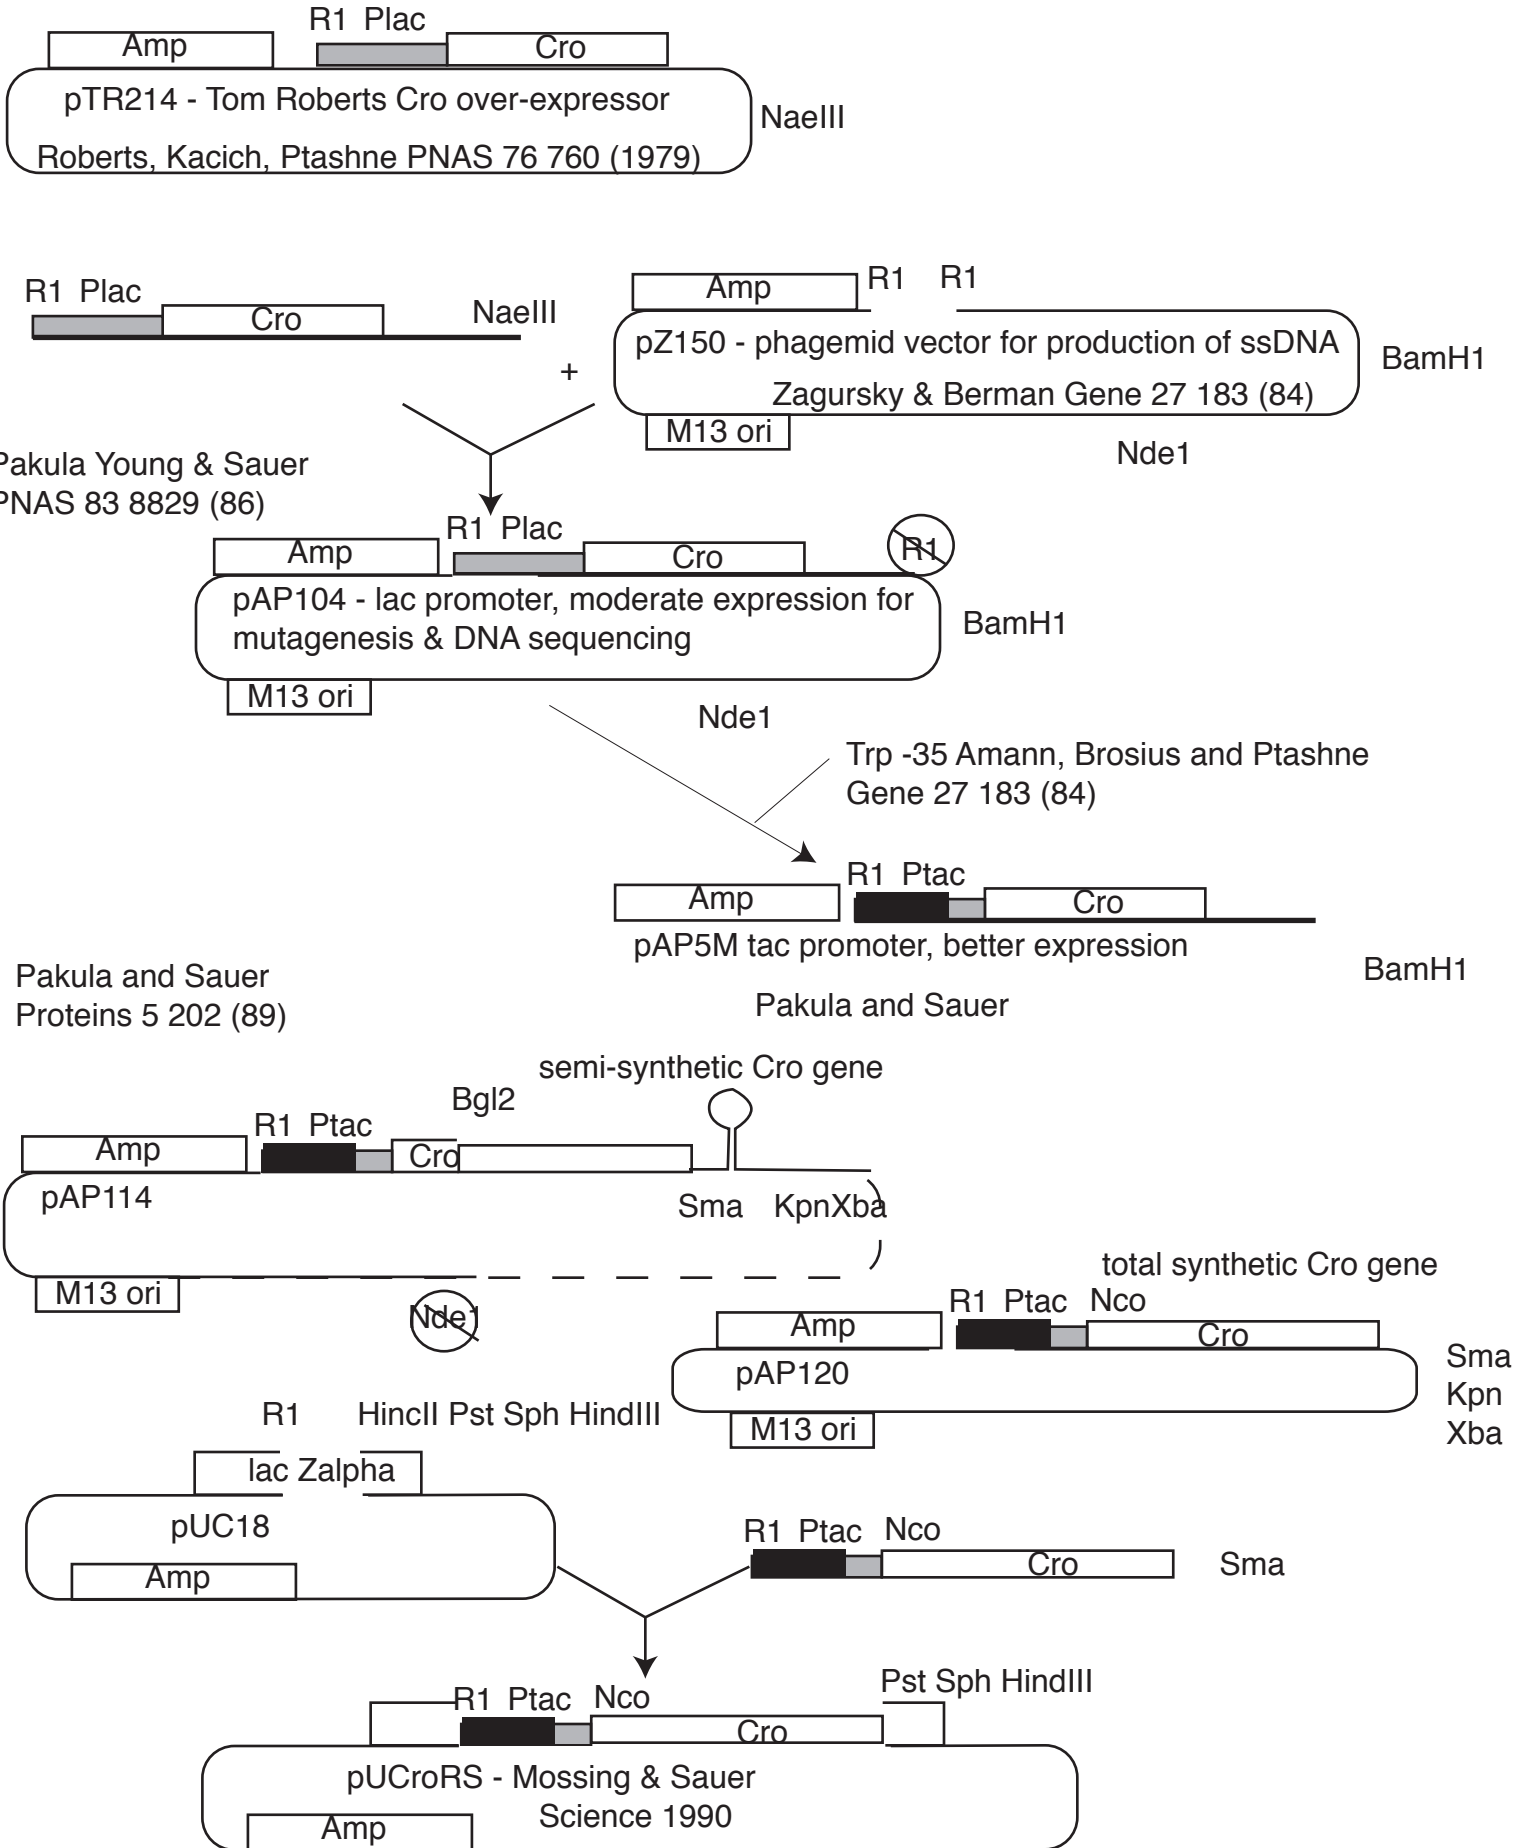 R1 Plac
Amp
Cro
pTR214 - Tom Roberts Cro over-expressor
NaeIII
Roberts, Kacich, Ptashne PNAS 76 760 (1979)
R1 Plac
Cro
NaeIII
+
Amp
R1 R1
pZ150 - phagemid vector for production of ssDNA
BamH1
Zagursky & Berman Gene 27 183 (84)
M13 ori
Nde1
Pakula Young & Sauer
PNAS 83 8829 (86)
R1 Plac
Amp
Cro
R1
pAP104 - lac promoter, moderate expression for
mutagenesis & DNA sequencing
BamH1
M13 ori
Nde1
Trp -35 Amann, Brosius and Ptashne
Gene 27 183 (84)
R1 Ptac
Amp
Cro
pAP5M tac promoter, better expression
BamH1
Pakula and Sauer
Pakula and Sauer
Proteins 5 202 (89)
semi-synthetic Cro gene
Bgl2
R1 Ptac
Amp
Cro
pAP114
Sma KpnXba
M13 ori
Nde1
total synthetic Cro gene
R1 Ptac Nco
Amp
Cro
pAP120
Sma
Kpn
Xba
M13 ori
R1 HincII Pst Sph HindIII
lac Zalpha
pUC18
Amp
R1 Ptac Nco
Cro
Sma
Pst Sph HindIII
R1 Ptac Nco
Cro
pUCroRS - Mossing & Sauer
Science 1990
Amp